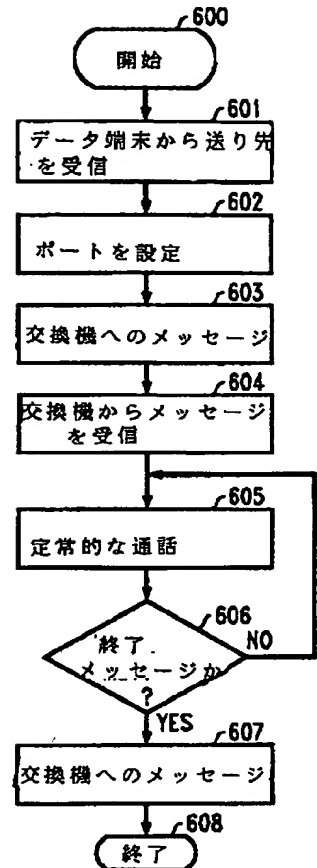 600
開始
601
データ端末から送り先
を受信
602
ポートを設定
603
交換機へのメッセージ
604
交換機からメッセージ
を受信
605
定常的な通話
606
終了
メッセージか
?
NO
YES
607
交換機へのメッセージ
608
終了